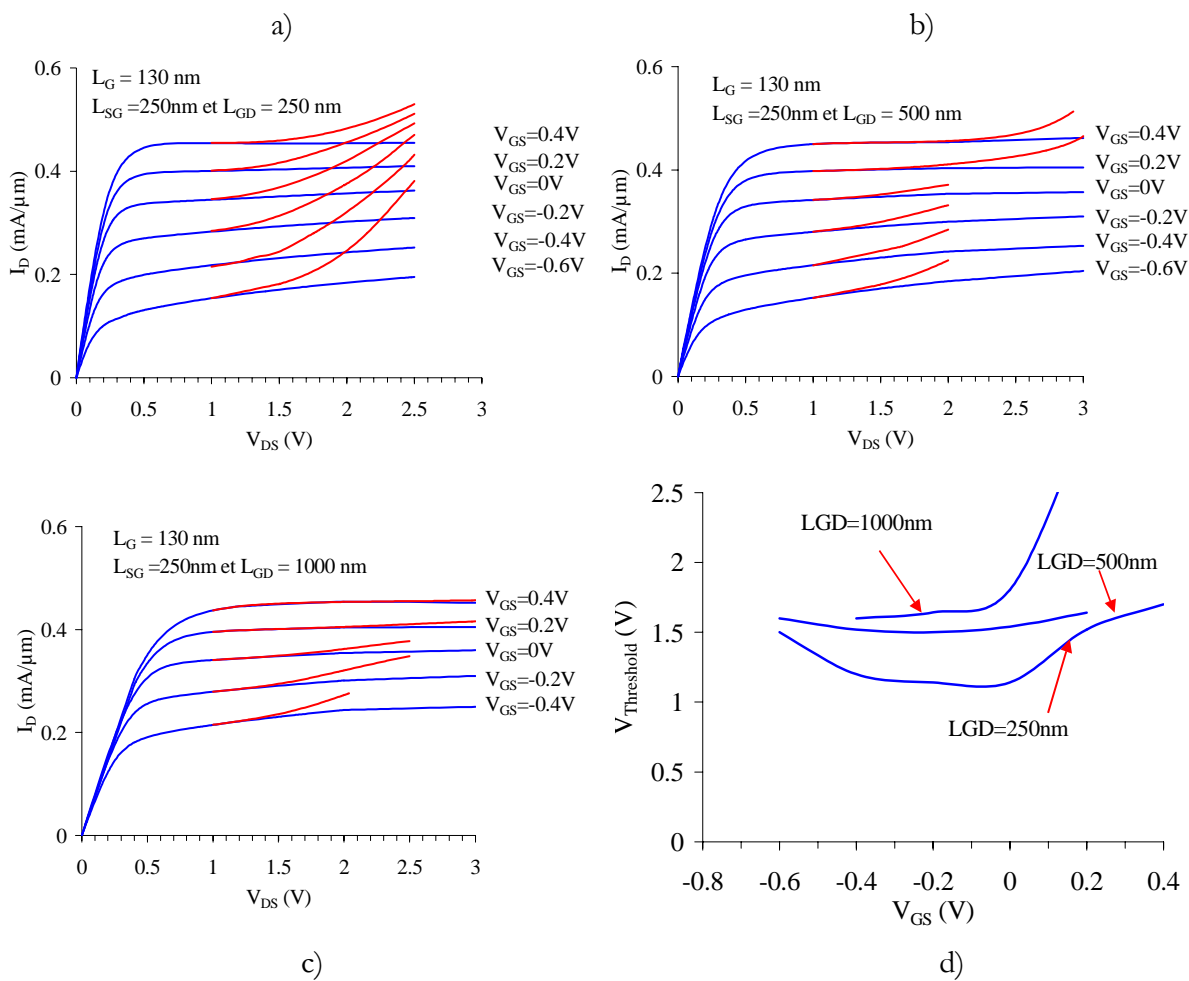 a)
b)
0.6
L_G = 130 nm
L_SG =250nm et L_GD = 250 nm
V_GS=0.4V
V_GS=0.2V
V_GS=0V
V_GS=-0.2V
V_GS=-0.4V
V_GS=-0.6V
0.4
0.2
0
I_D (mA/µm)
0 0.5 1 1.5 2 2.5 3
V_DS (V)
0.6
L_G = 130 nm
L_SG =250nm et L_GD = 500 nm
V_GS=0.4V
V_GS=0.2V
V_GS=0V
V_GS=-0.2V
V_GS=-0.4V
V_GS=-0.6V
0.4
0.2
0
I_D (mA/µm)
0 0.5 1 1.5 2 2.5 3
V_DS (V)
0.6
L_G = 130 nm
L_SG =250nm et L_GD = 1000 nm
V_GS=0.4V
V_GS=0.2V
V_GS=0V
V_GS=-0.2V
V_GS=-0.4V
0.4
0.2
0
I_D (mA/µm)
0 0.5 1 1.5 2 2.5 3
V_DS (V)
2.5
2
1.5
1
0.5
0
V_Threshold (V)
LGD=1000nm
LGD=500nm
LGD=250nm
-0.8 -0.6 -0.4 -0.2 0 0.2 0.4
V_GS (V)
c)
d)